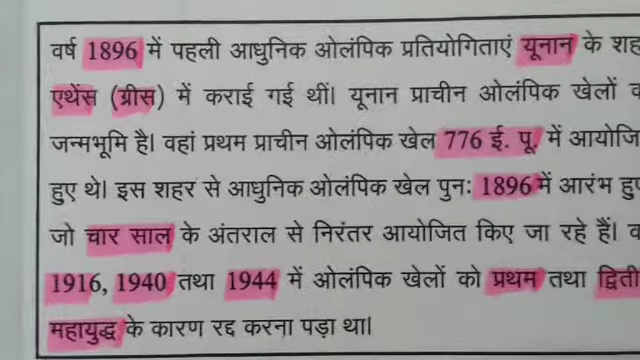 वर्ष 1896 में पहली आधुनिक ओलंपिक प्रतियोगिताएं यूनान के
एथेंस (ग्रीस) में कराई गई थीं। यूनान प्राचीन ओलंपिक खेलों
जन्मभूमि है। वहां प्रथम प्राचीन ओलंपिक खेल 776 ई. पू. में
हुए थे। इस शहर से आधुनिक ओलंपिक खेल पुनः 1896 में आरंभ
जो चार साल के अंतराल से निरंतर आयोजित किए जा रहे हैं।
1916, 1940 तथा 1944 में ओलंपिक खेलों को प्रथम तथा
महायुद्ध के कारण रद्द करना पड़ा था।